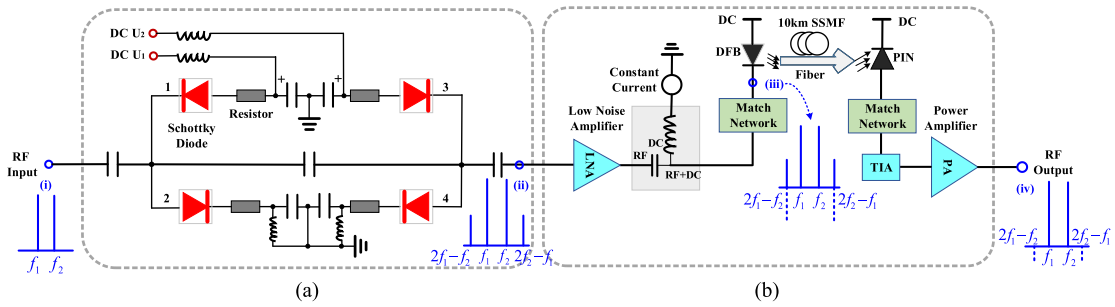 DC U₂
DC U₁
1
3
Schottky
Diode
Resistor
RF
Input
(i)
2
4
(ii)
f₁ f₂
2f₁−f₂ f₁ f₂ 2f₂−f₁
(a)
DC
DFB
10km SSMF
Fiber
DC
PIN
Constant
Current
(iii)
Low Noise
Amplifier
Match
Network
Match
Network
Power
Amplifier
DC
LNA
RF
RF+DC
TIA
PA
RF
Output
(iv)
2f₁−f₂ f₁ f₂ 2f₂−f₁
2f₁−f₂ f₁ f₂ 2f₂−f₁
(b)